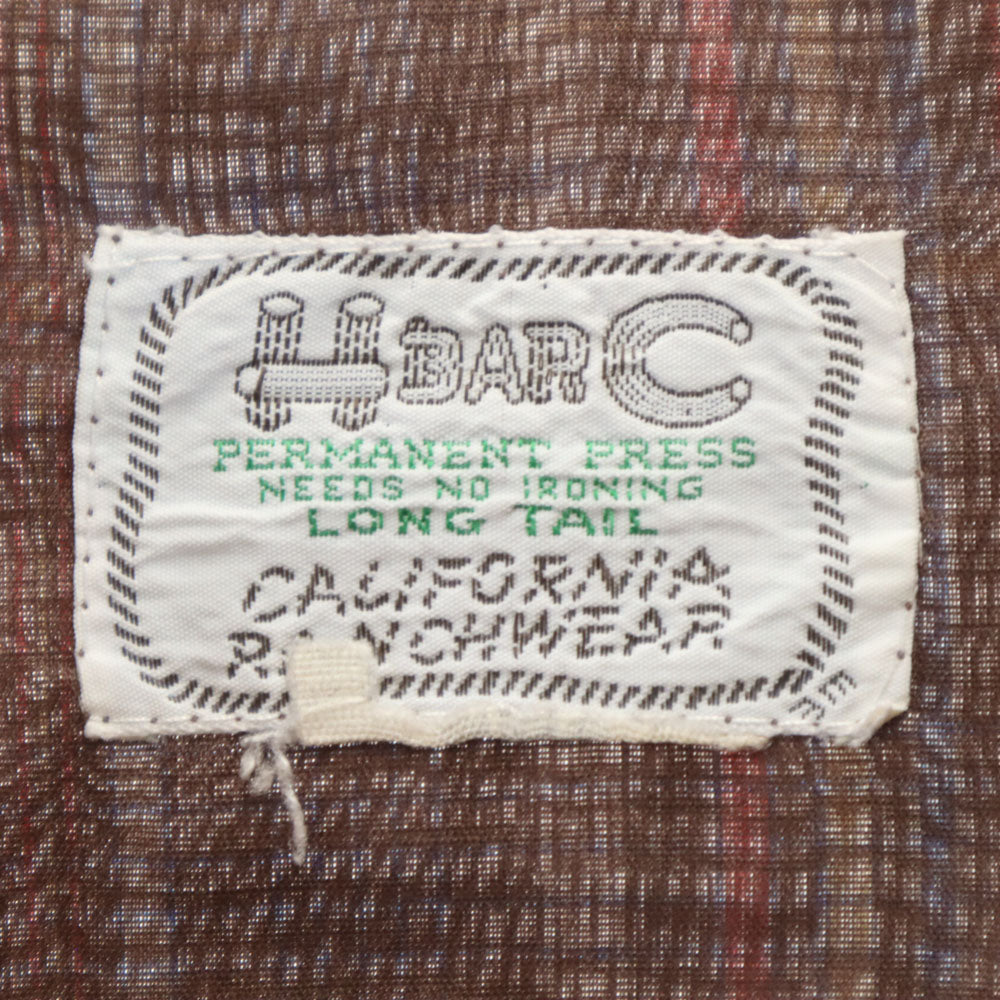 H BAR C
PERMANENT PRESS
NEEDS NO IRONING
LONG TAIL
CALIFORNIA
RANCHWEAR